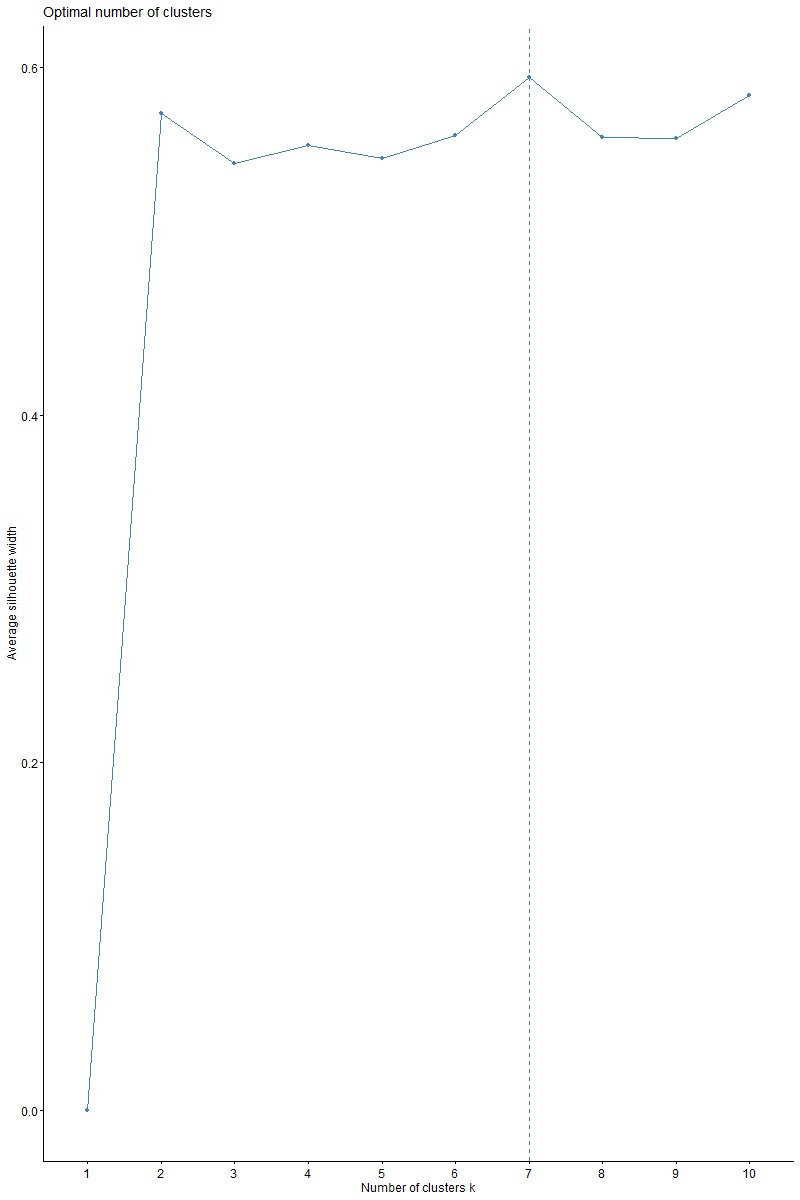 Optimal number of clusters
0.6
0.4
0.2
0.0
Average silhouette width
1 2 3 4 5 6 7 8 9 10
Number of clusters k